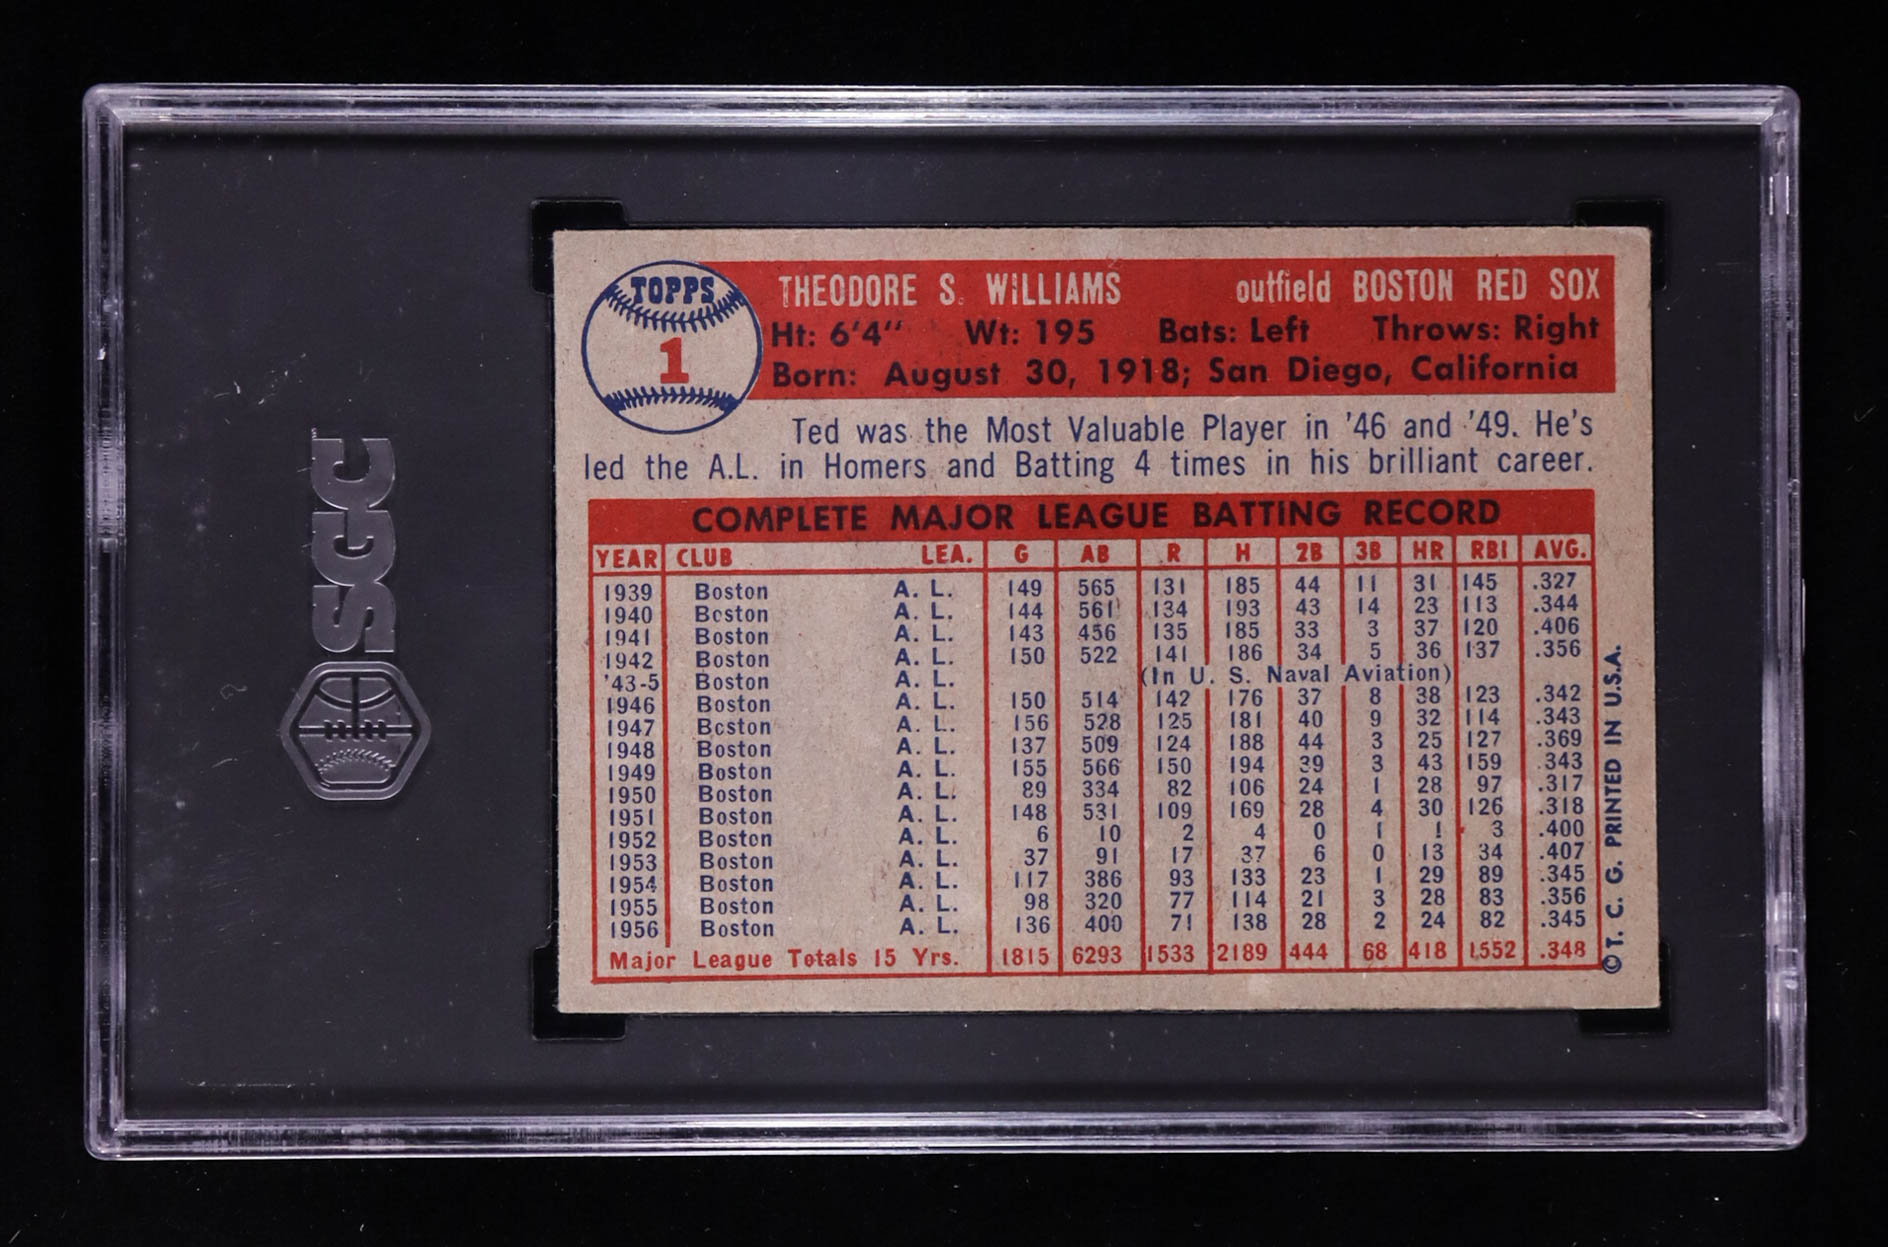 SGC
TOPPS
1
THEODORE S. WILLIAMS outfield BOSTON RED SOX
Ht: 6'4" Wt: 195 Bats: Left Throws: Right
Born: August 30, 1918; San Diego, California
Ted was the Most Valuable Player in '46 and '49. He's
led the A.L. in Homers and Batting 4 times in his brilliant career.
COMPLETE MAJOR LEAGUE BATTING RECORD
YEAR CLUB LEA. G AB R H 2B 3B HR RBI AVG.
1939 Boston A. L. 149 565 131 185 44 11 31 145 .327
1940 Boston A. L. 144 561 134 193 43 14 23 113 .344
1941 Boston A. L. 143 456 135 185 33 3 37 120 .406
1942 Boston A. L. 150 522 141 186 34 5 36 137 .356
'43-5 Boston A. L. (In U. S. Naval Aviation)
1946 Boston A. L. 150 514 142 176 37 8 38 123 .342
1947 Boston A. L. 156 528 125 181 40 9 32 114 .343
1948 Boston A. L. 137 509 124 188 44 3 25 127 .369
1949 Boston A. L. 155 566 150 194 39 3 43 159 .343
1950 Boston A. L. 89 334 82 106 24 1 28 97 .317
1951 Boston A. L. 148 531 109 169 28 4 30 126 .318
1952 Boston A. L. 6 10 2 4 0 1 1 3 .400
1953 Boston A. L. 37 91 17 37 6 0 13 34 .407
1954 Boston A. L. 117 386 93 133 23 1 29 89 .345
1955 Boston A. L. 98 320 77 114 21 3 28 83 .356
1956 Boston A. L. 136 400 71 138 28 2 24 82 .345
Major League Totals 15 Yrs. 1815 6293 1533 2189 444 68 418 1552 .348
© T. C. G. PRINTED IN U.S.A.